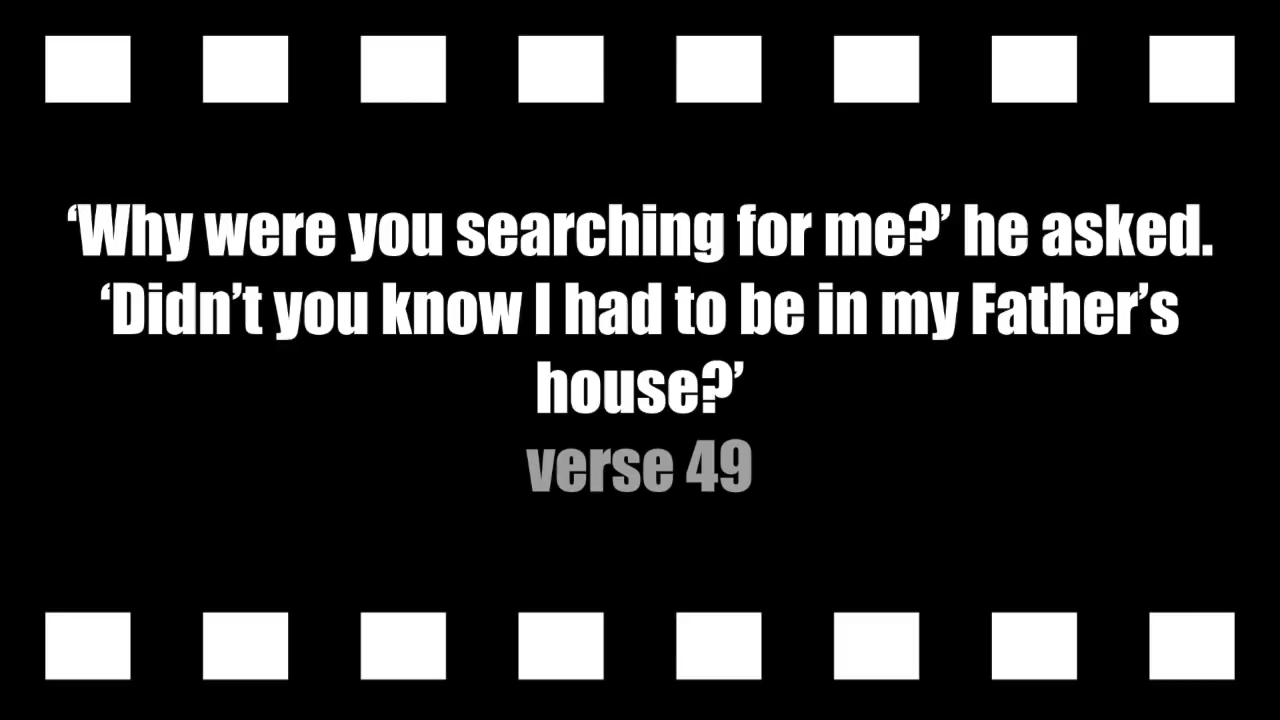 ‘Why were you searching for me?’ he asked.
‘Didn’t you know I had to be in my Father’s
house?’
verse 49